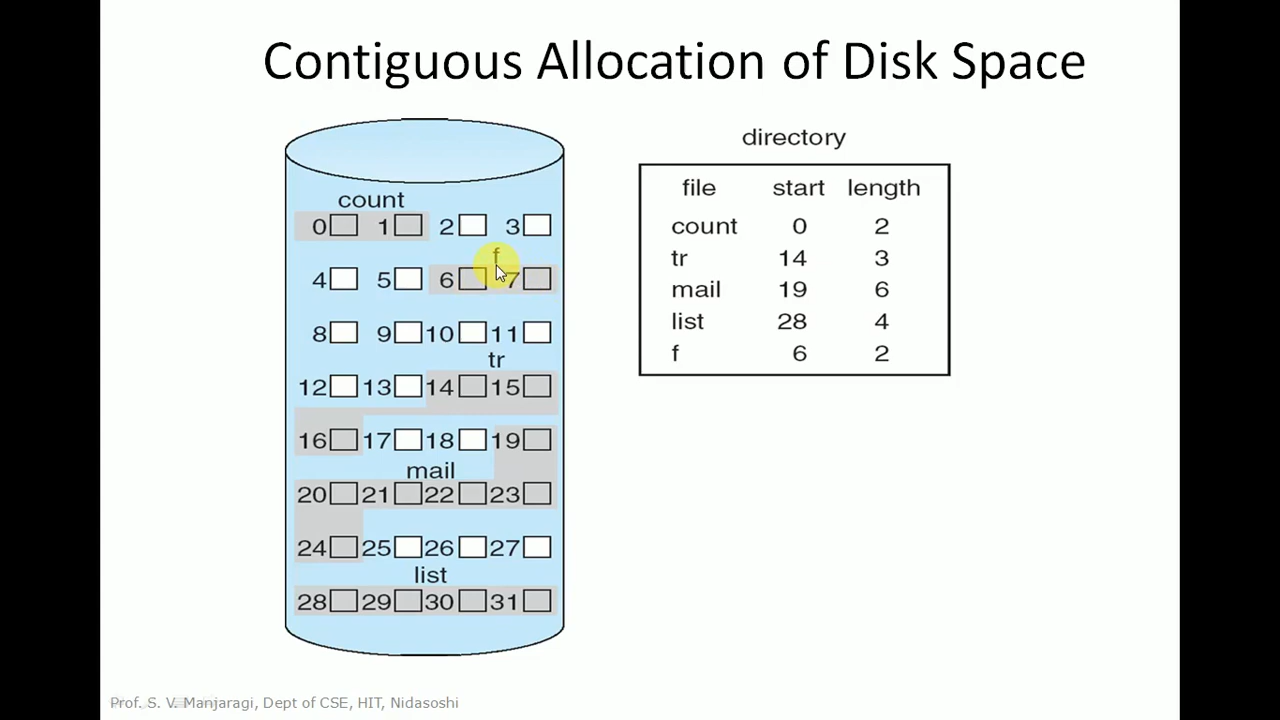 Contiguous Allocation of Disk Space
directory
file start length
count 0 2
tr 14 3
mail 19 6
list 28 4
f 6 2
count
0 1 2 3
f
4 5 6 7
8 9 10 11
tr
12 13 14 15
16 17 18 19
mail
20 21 22 23
24 25 26 27
list
28 29 30 31
Prof. S. V. Manjaragi, Dept of CSE, HIT, Nidasoshi